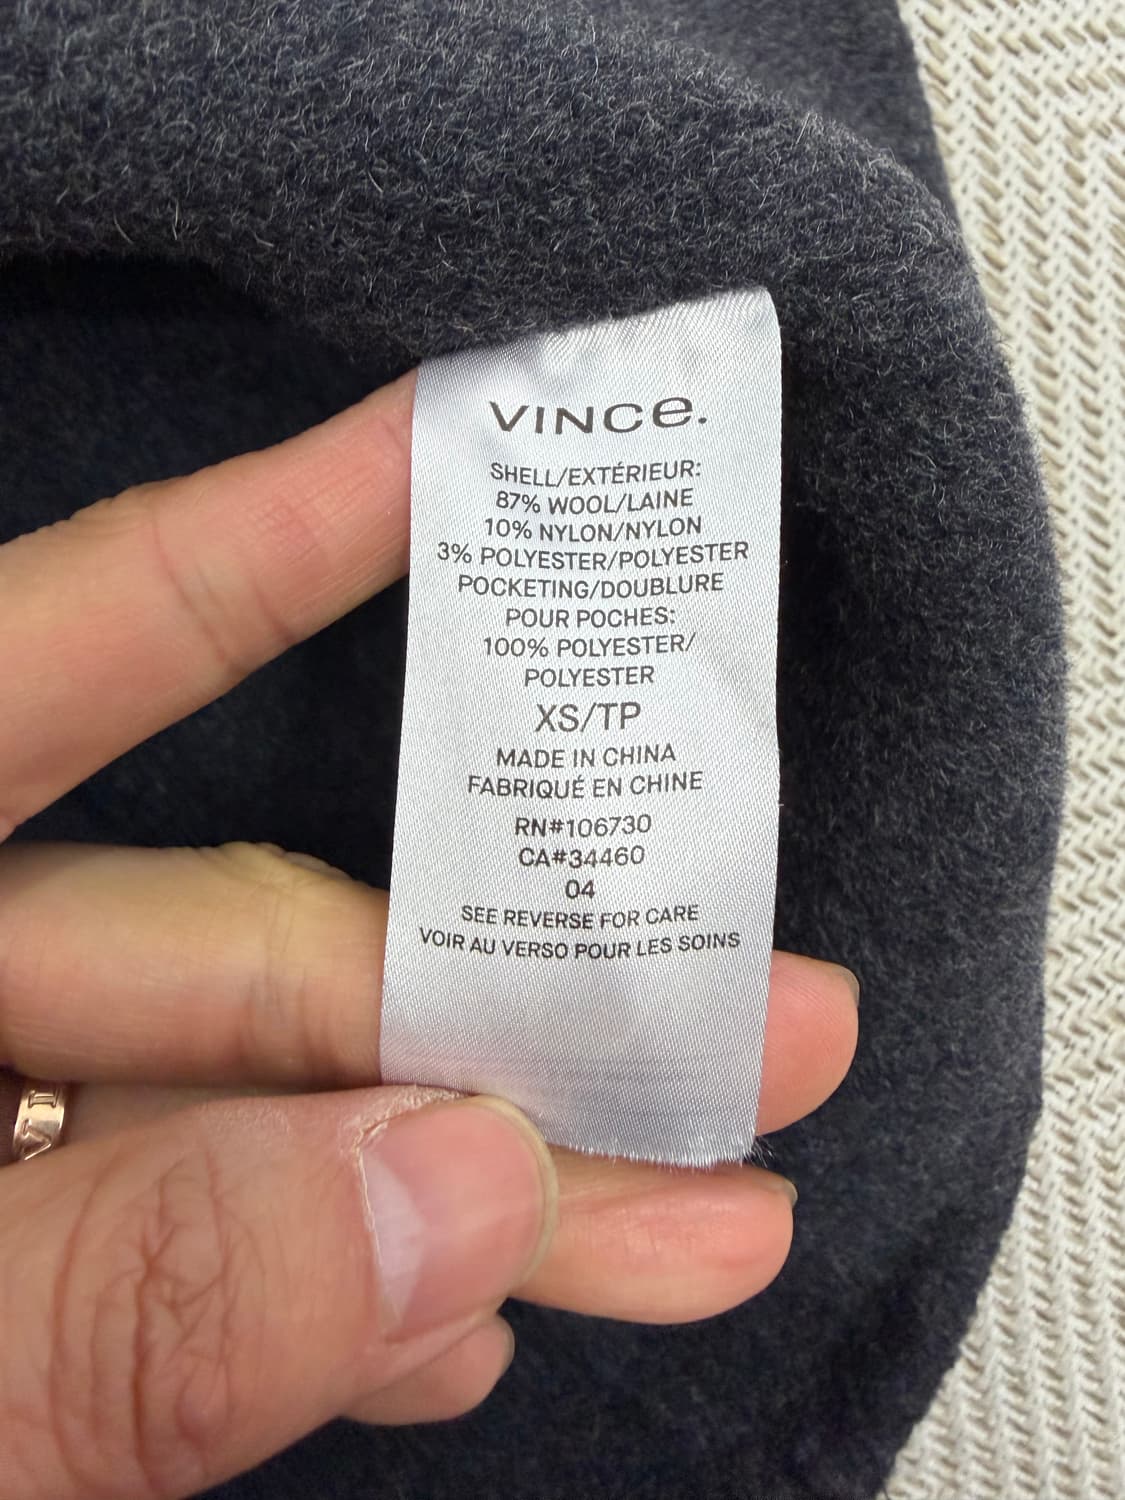 VINCE.
SHELL/EXTÉRIEUR:
87% WOOL/LAINE
10% NYLON/NYLON
3% POLYESTER/POLYESTER
POCKETING/DOUBLURE
POUR POCHES:
100% POLYESTER/
POLYESTER
XS/TP
MADE IN CHINA
FABRIQUÉ EN CHINE
RN#106730
CA#34460
04
SEE REVERSE FOR CARE
VOIR AU VERSO POUR LES SOINS